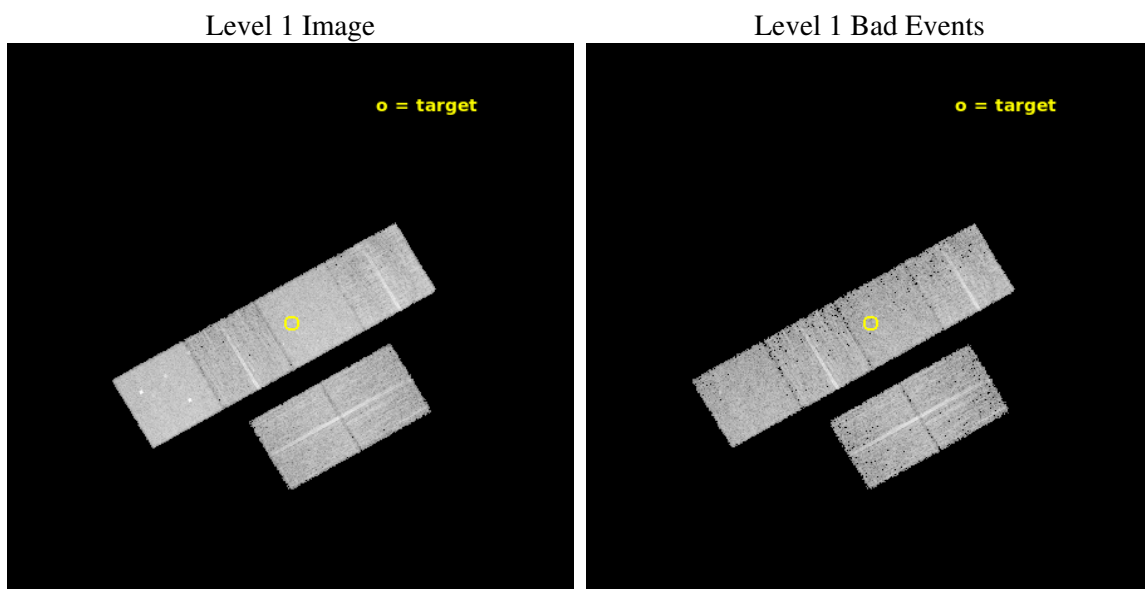 Level 1 Image
Level 1 Bad Events
o = target
o = target